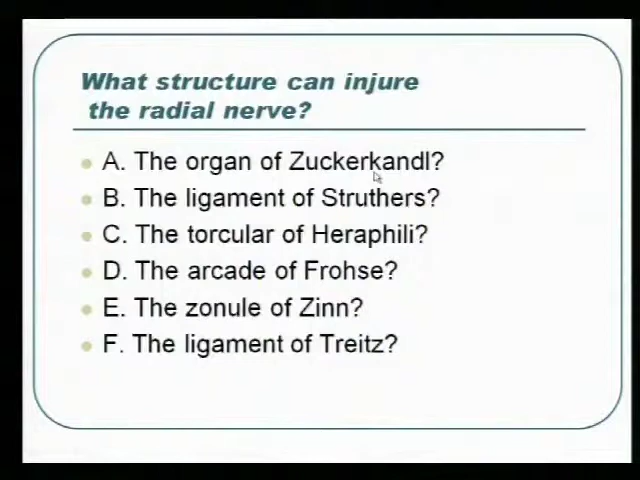 What structure can injure
the radial nerve?
A. The organ of Zuckerkandl?
B. The ligament of Struthers?
C. The torcular of Heraphili?
D. The arcade of Frohse?
E. The zonule of Zinn?
F. The ligament of Treitz?